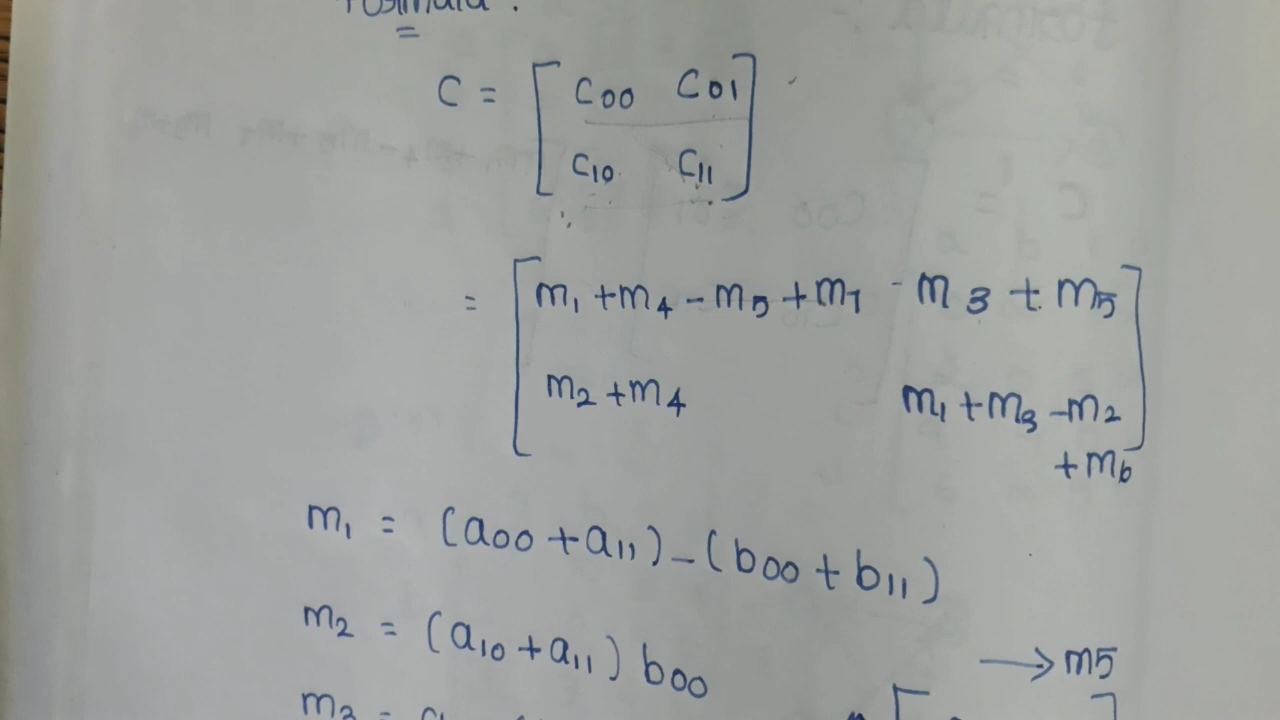 C = [ C00 C01
C10 C11 ]
= [ m1 + m4 - m5 + m7 - m3 + m5
m2 + m4 m1 + m3 - m2
+ m6 ]
m1 = (a00 + a11) - (b00 + b11)
m2 = (a10 + a11) b00
→ m5
m3 =